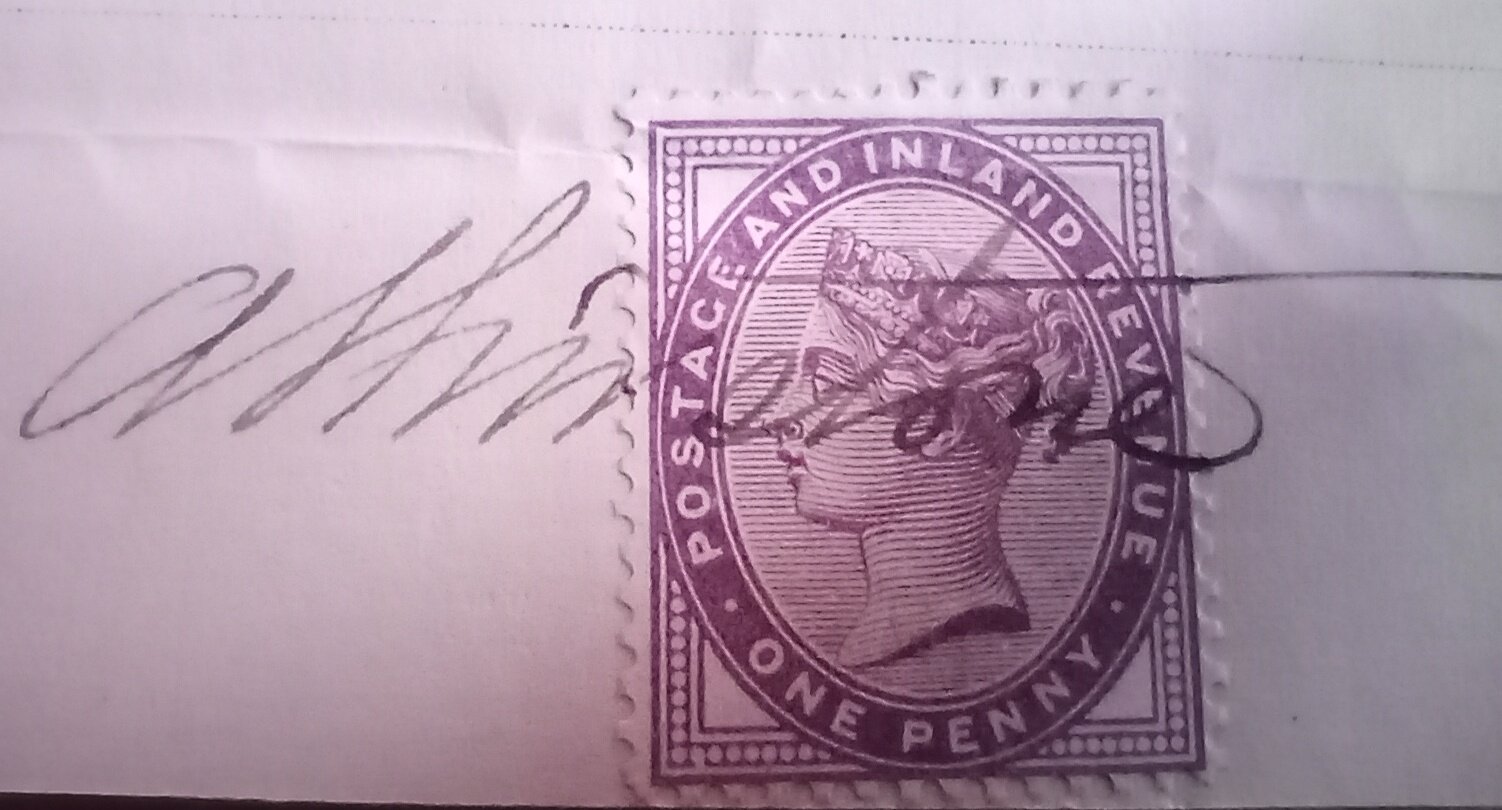 POSTAGE AND INLAND REVENUE
ONE PENNY